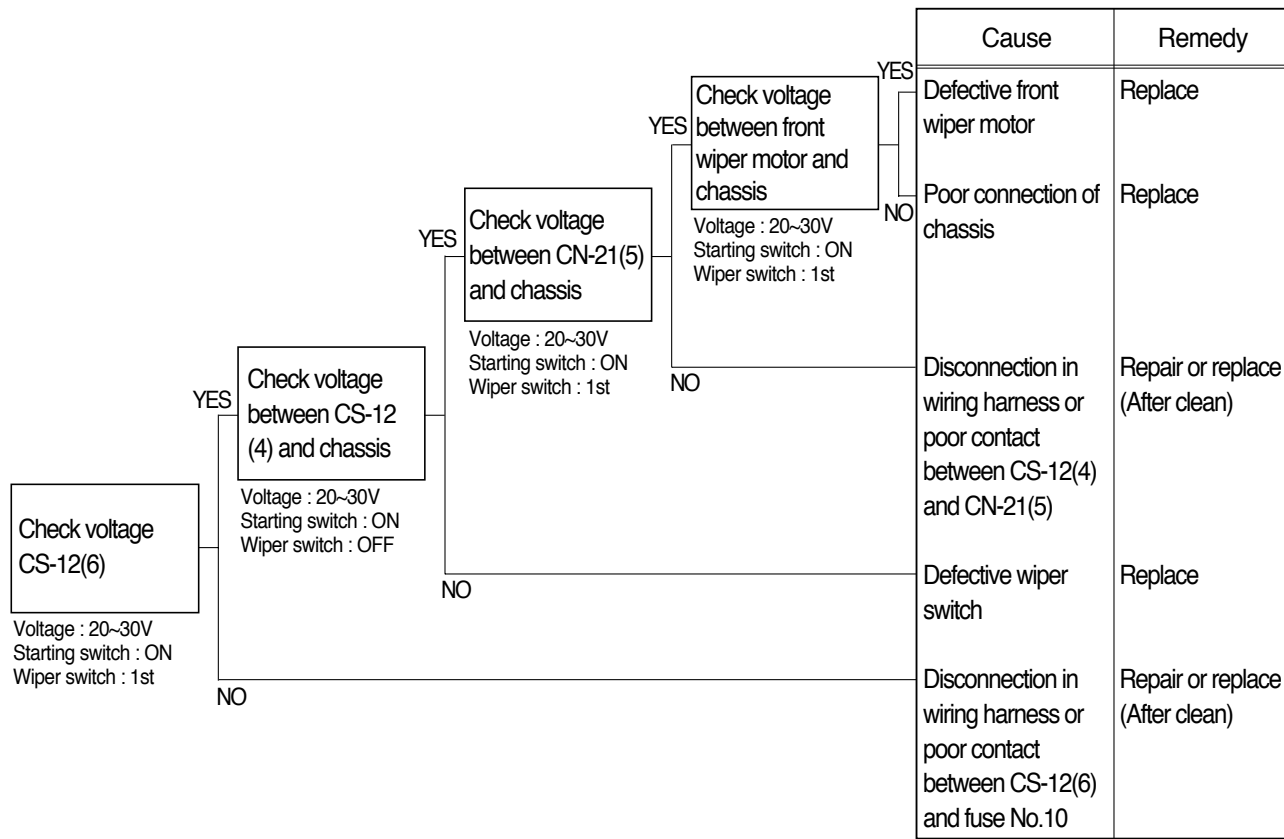 Cause
Remedy
YES
Check voltage
between front
wiper motor and
chassis
Voltage : 20~30V
Starting switch : ON
Wiper switch : 1st
Defective front
wiper motor
Replace
NO
Poor connection of
chassis
Replace
YES
Check voltage
between CN-21(5)
and chassis
Voltage : 20~30V
Starting switch : ON
Wiper switch : 1st
NO
Disconnection in
wiring harness or
poor contact
between CS-12(4)
and CN-21(5)
Repair or replace
(After clean)
YES
Check voltage
between CS-12
(4) and chassis
Voltage : 20~30V
Starting switch : ON
Wiper switch : OFF
NO
Defective wiper
switch
Replace
YES
Check voltage
CS-12(6)
Voltage : 20~30V
Starting switch : ON
Wiper switch : 1st
NO
Disconnection in
wiring harness or
poor contact
between CS-12(6)
and fuse No.10
Repair or replace
(After clean)